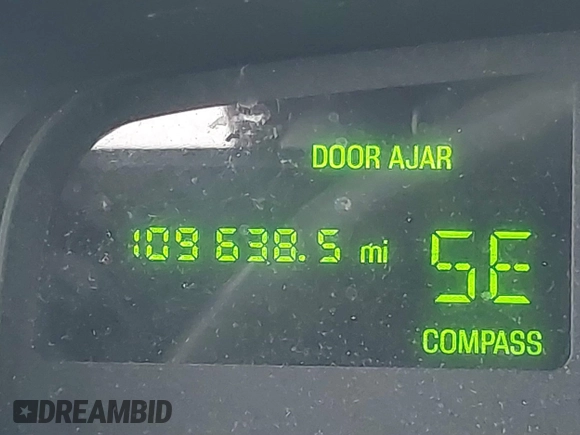 DOOR AJAR
109 638.5 mi
SE
COMPASS
DREAMBID